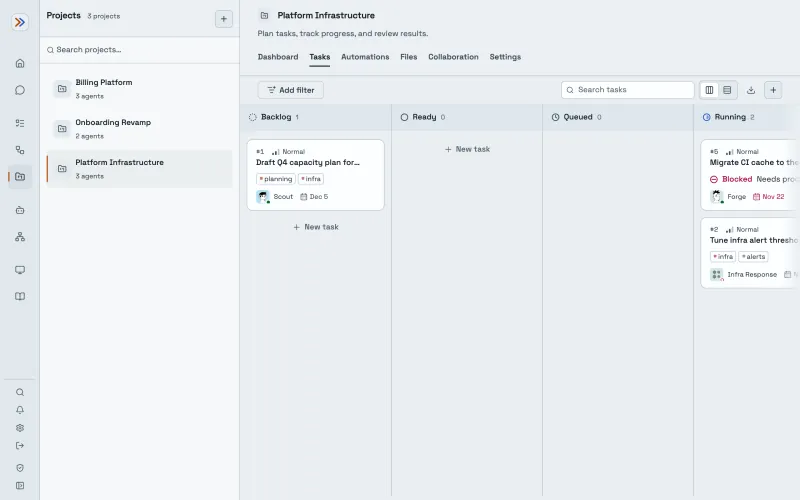 Projects 3 projects
Search projects...
Billing Platform
3 agents
Onboarding Revamp
2 agents
Platform Infrastructure
3 agents
Platform Infrastructure
Plan tasks, track progress, and review results.
Dashboard Tasks Automations Files Collaboration Settings
Add filter
Search tasks
Backlog 1
#1 Normal
Draft Q4 capacity plan for...
planning infra
Scout Dec 5
New task
Ready 0
New task
Queued 0
Running 2
#5 Normal
Migrate CI cache to the
Blocked Needs
Forge Nov 22
#2 Normal
Tune infra alert
infra alerts
Infra Response